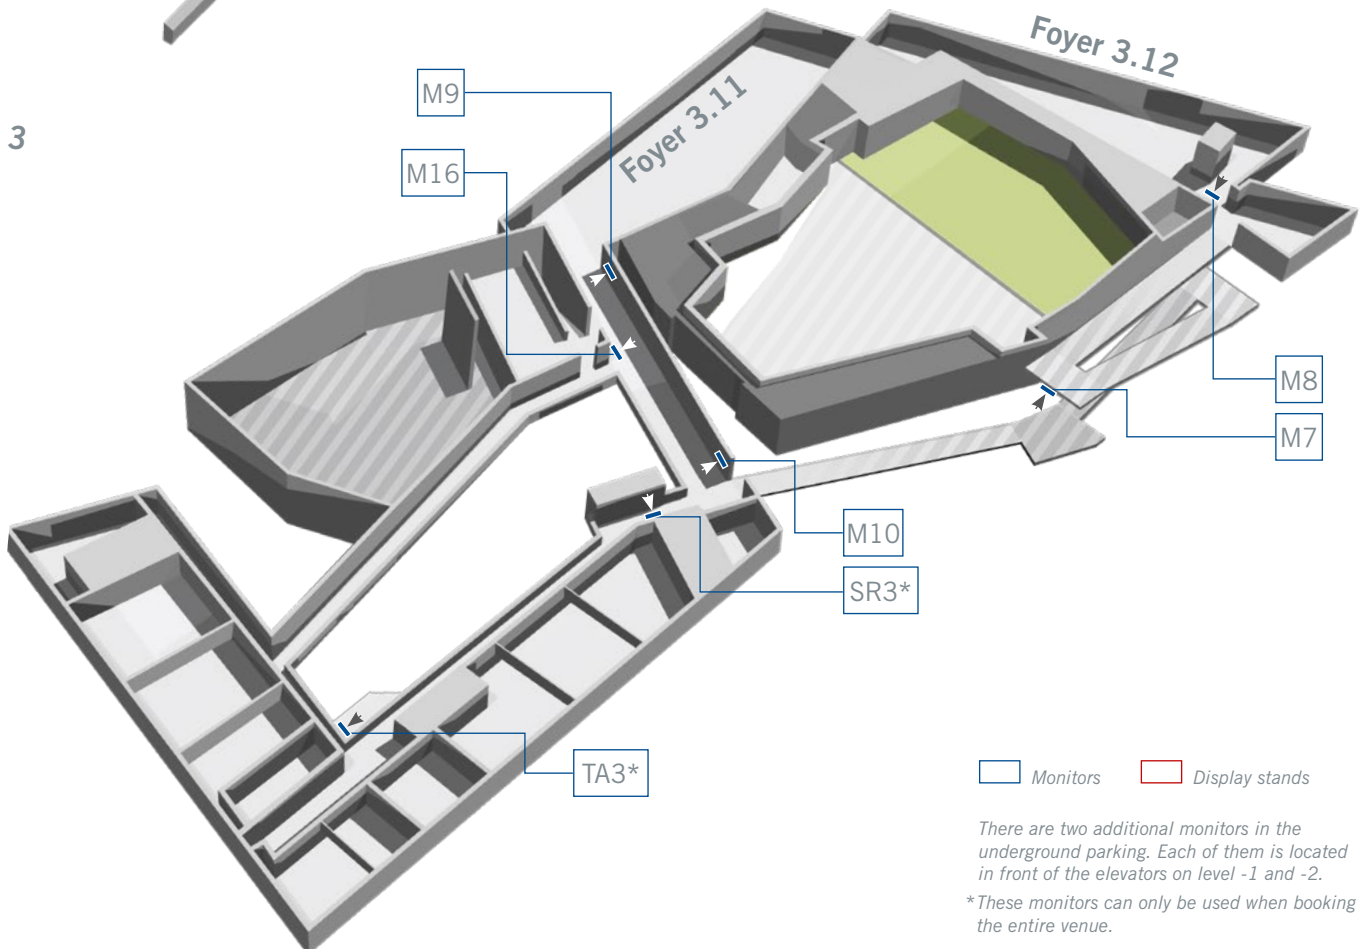 Foyer 3.12
M9
Foyer 3.11
3
M16
M8
M7
M10
SR3*
TA3*
Monitors
Display stands
There are two additional monitors in the
underground parking. Each of them is located
in front of the elevators on level -1 and -2.
*These monitors can only be used when booking
the entire venue.